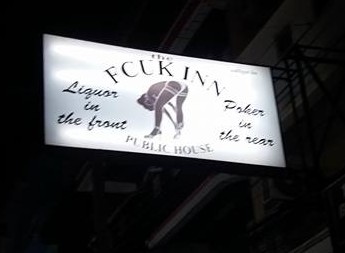 the
FCUK INN
Liquor
in
the front
Poker
in
the rear
PUBLIC HOUSE